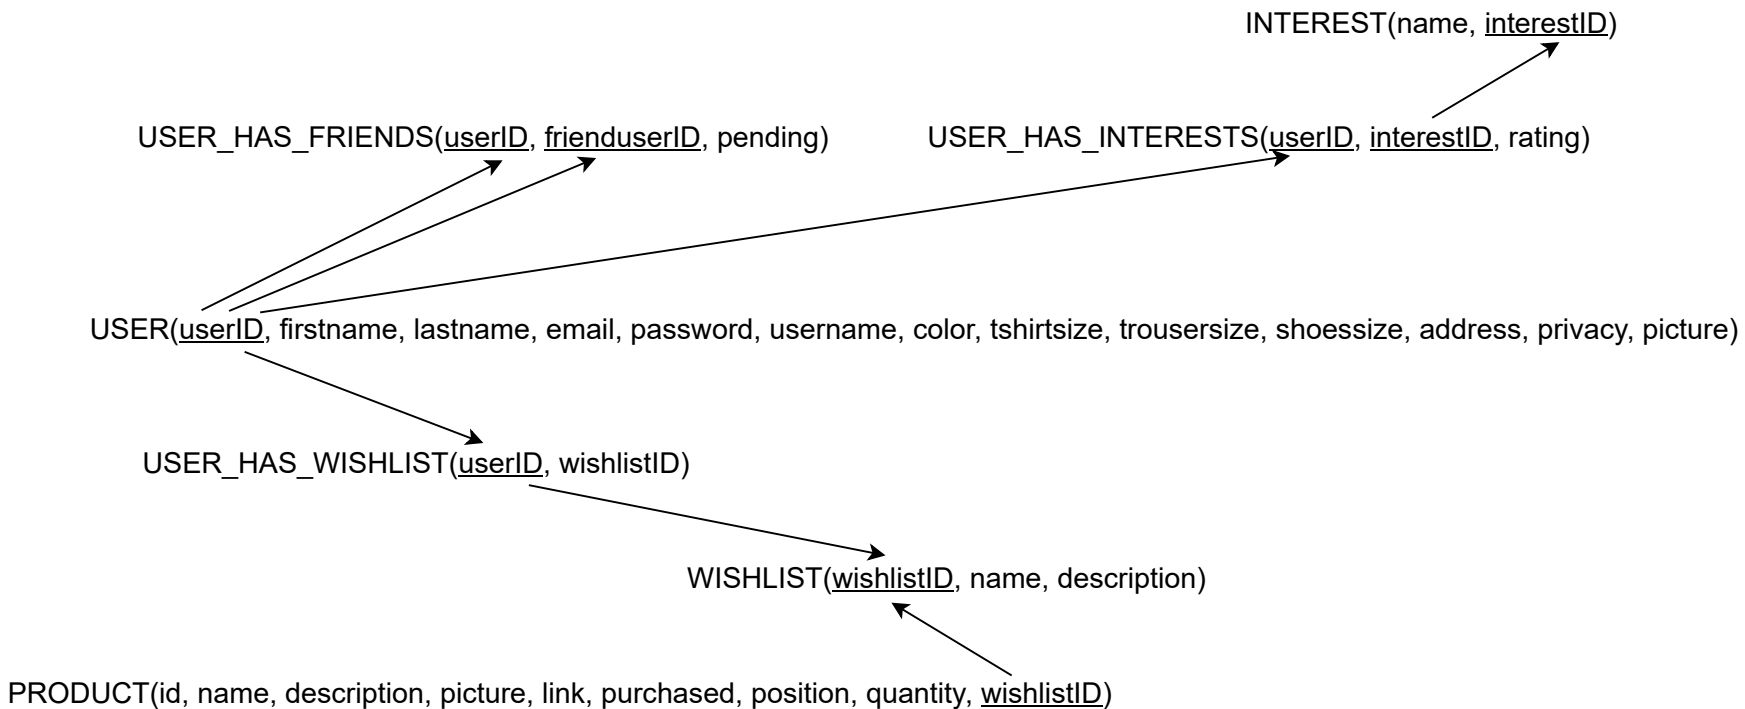 INTEREST(name, interestID)
USER_HAS_FRIENDS(userID, frienduserID, pending)
USER_HAS_INTERESTS(userID, interestID, rating)
USER(userID, firstname, lastname, email, password, username, color, tshirtsize, trousersize, shoessize, address, privacy, picture)
USER_HAS_WISHLIST(userID, wishlistID)
WISHLIST(wishlistID, name, description)
PRODUCT(id, name, description, picture, link, purchased, position, quantity, wishlistID)